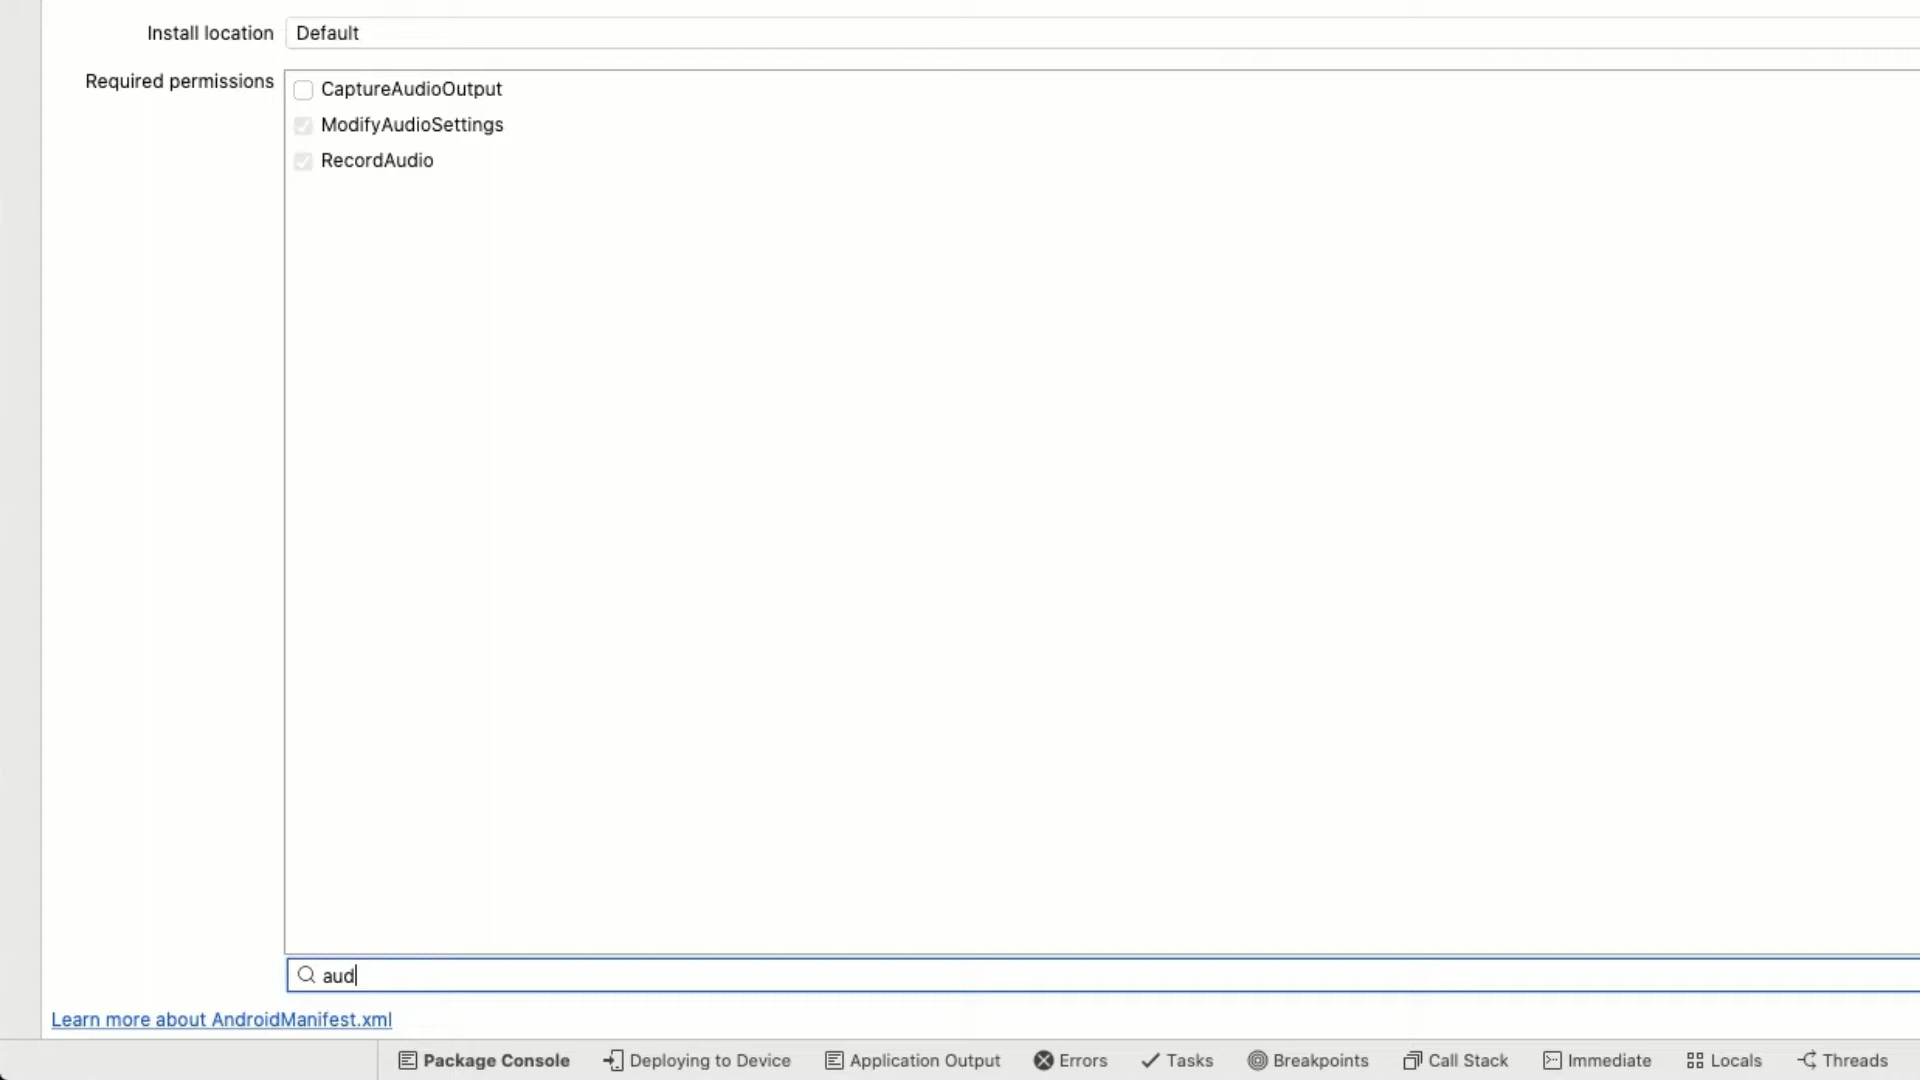 Install location Default
Required permissions
CaptureAudioOutput
ModifyAudioSettings
RecordAudio
aud
Learn more about AndroidManifest.xml
Package Console Deploying to Device Application Output Errors Tasks Breakpoints Call Stack Immediate Locals Threads